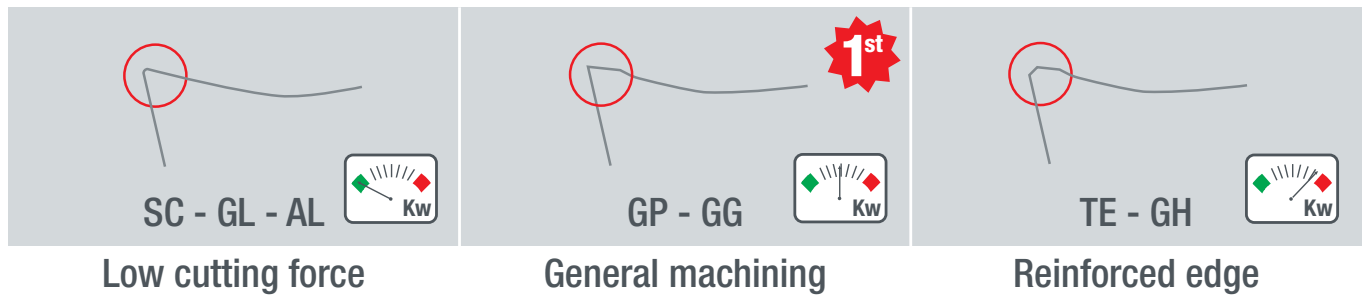 1st
SC - GL - AL
Kw
GP - GG
Kw
TE - GH
Kw
Low cutting force
General machining
Reinforced edge